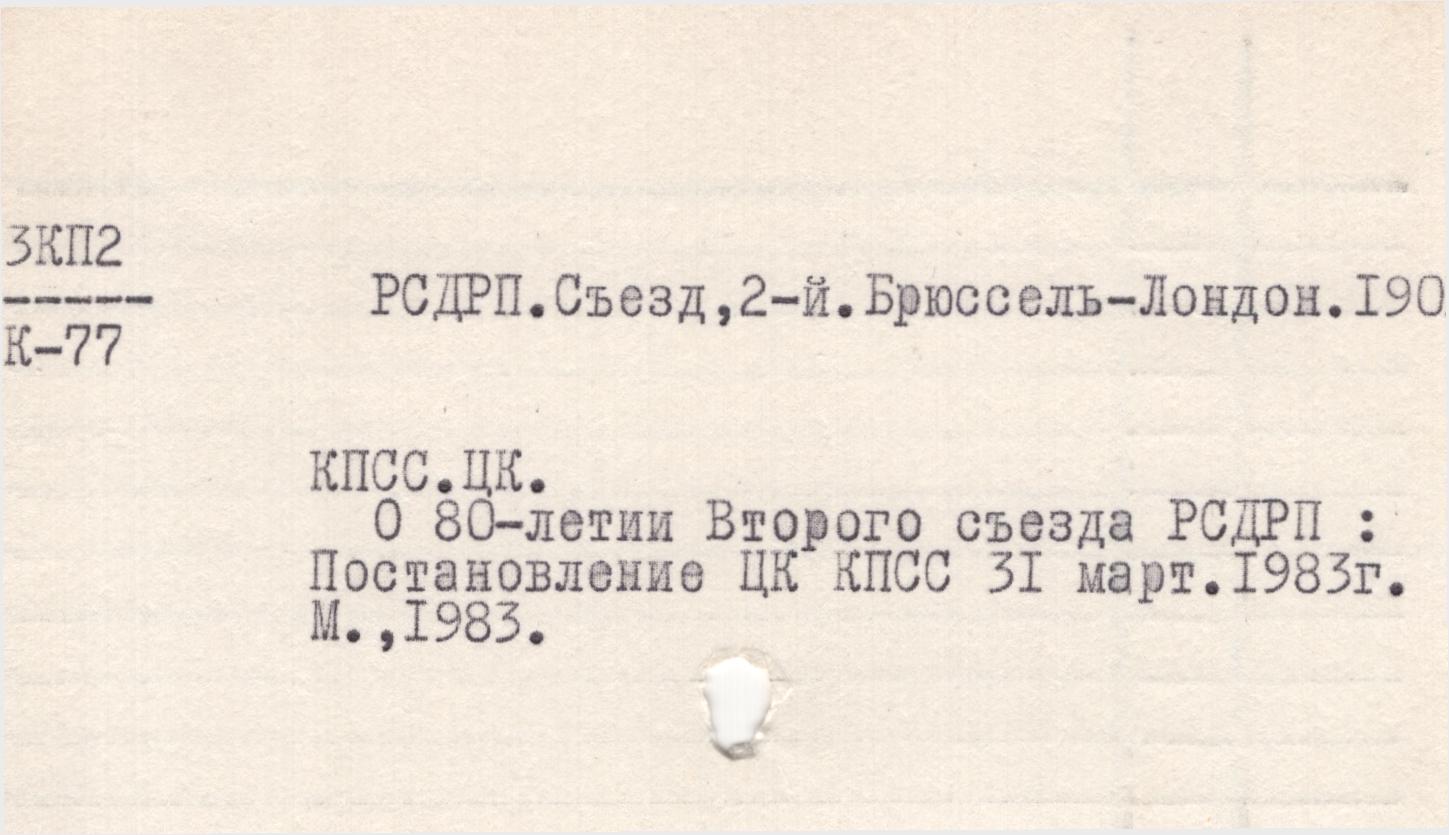 3КП2
-----
К-77
РСДРП.Съезд,2-й.Брюссель-Лондон.I90
КПСС.ЦК.
О 80-летии Второго съезда РСДРП :
Постановление ЦК КПСС 3I март.I983г.
М.,I983.